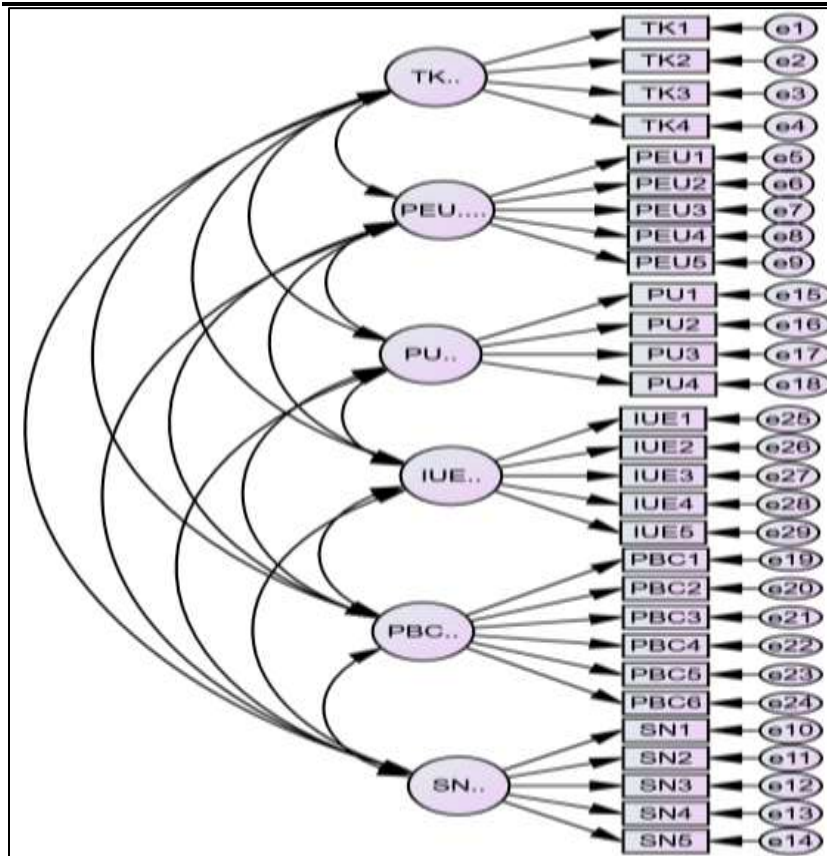 TK1 e1
TK2 e2
TK.. TK3 e3
TK4 e4
PEU1 e5
PEU2 e6
PEU.... PEU3 e7
PEU4 e8
PEU5 e9
PU1 e15
PU2 e16
PU.. PU3 e17
PU4 e18
IUE1 e25
IUE2 e26
IUE.. IUE3 e27
IUE4 e28
IUE5 e29
PBC1 e19
PBC2 e20
PBC.. PBC3 e21
PBC4 e22
PBC5 e23
PBC6 e24
SN1 e10
SN2 e11
SN.. SN3 e12
SN4 e13
SN5 e14